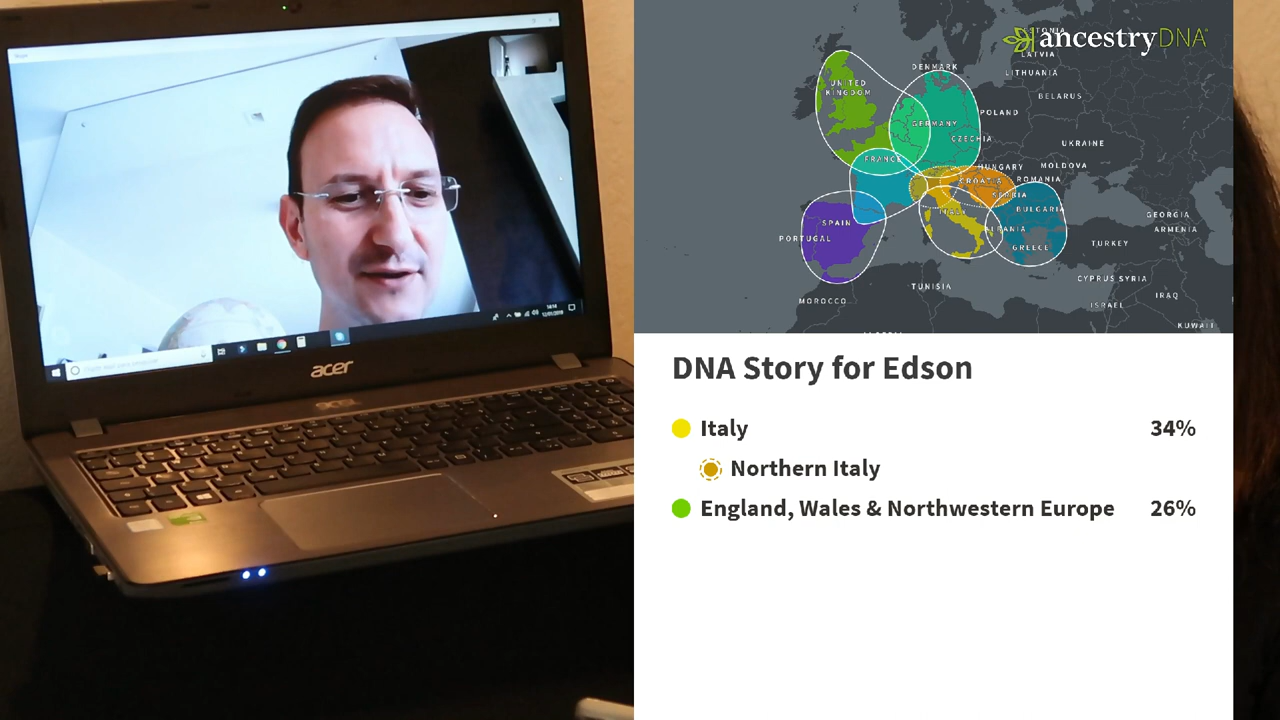 acer
ancestryDNA
LATVIA
DENMARK
LITHUANIA
UNITED
KINGDOM
BELARUS
POLAND
GERMANY
CZECHIA
UKRAINE
FRANCE
HUNGARY
MOLDOVA
CROATIA
ROMANIA
SERBIA
ITALY
BULGARIA
GEORGIA
SPAIN
ARMENIA
PORTUGAL
TURKEY
GREECE
CYPRUS
SYRIA
TUNISIA
MOROCCO
IRAQ
ISRAEL
KUWAIT
DNA Story for Edson
Italy 34%
Northern Italy
England, Wales & Northwestern Europe 26%